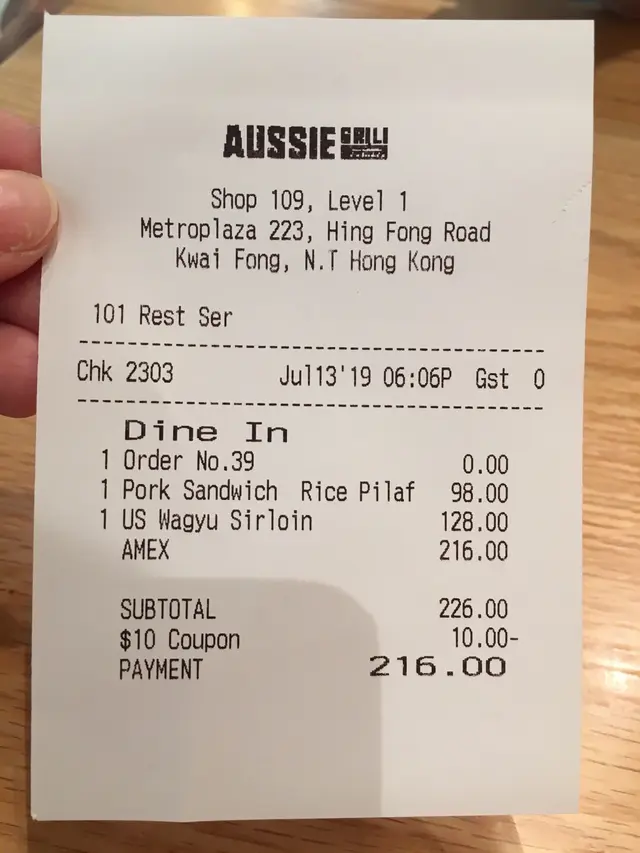 AUSSIE GRILL
Shop 109, Level 1
Metroplaza 223, Hing Fong Road
Kwai Fong, N.T Hong Kong
101 Rest Ser
Chk 2303 Jul13'19 06:06P Gst 0
Dine In
1 Order No.39 0.00
1 Pork Sandwich Rice Pilaf 98.00
1 US Wagyu Sirloin 128.00
AMEX 216.00
SUBTOTAL 226.00
$10 Coupon 10.00-
PAYMENT 216.00